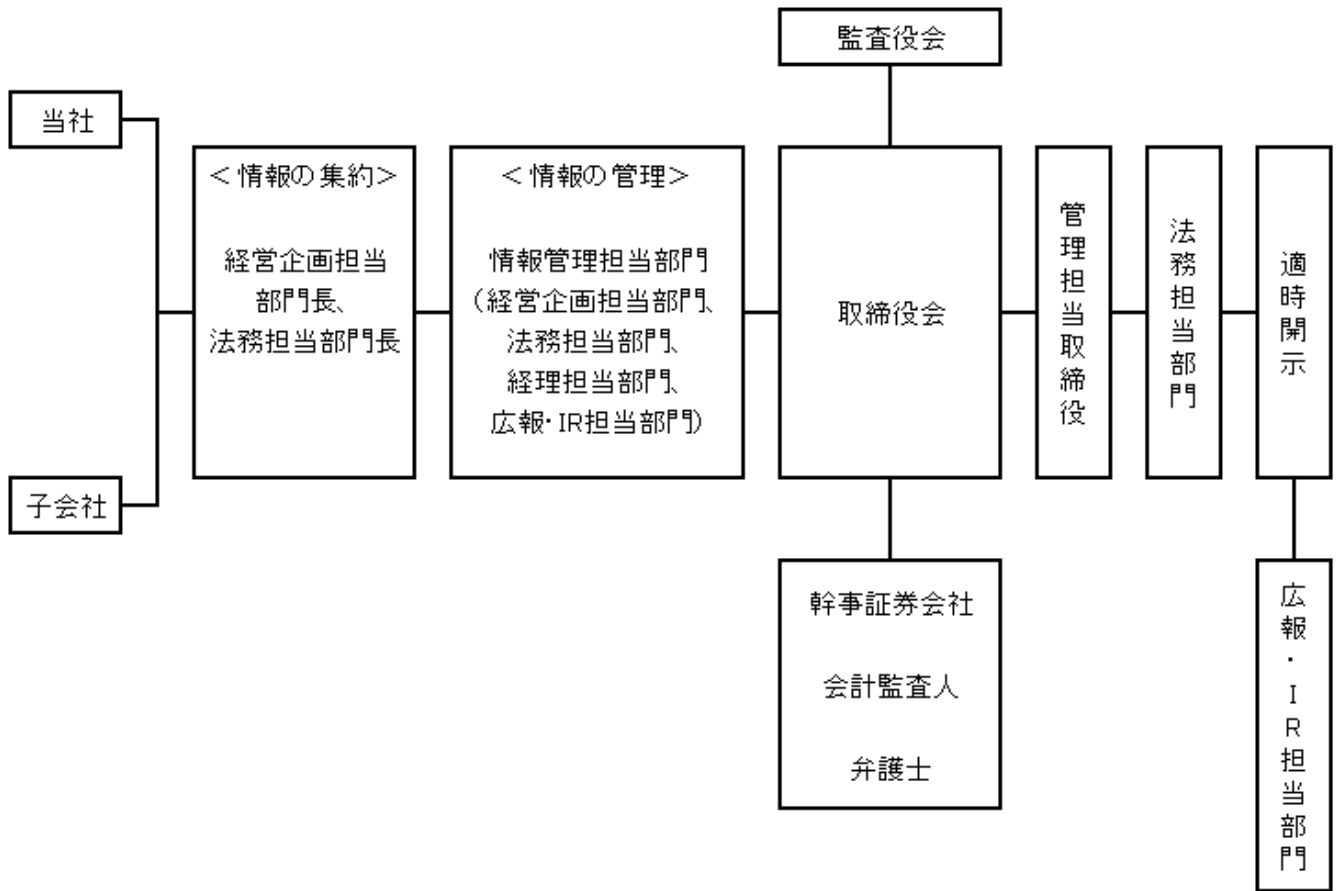 監査役会
当社
子会社
＜情報の集約＞
経営企画担当
部門長、
法務担当部門長
＜情報の管理＞
情報管理担当部門
（経営企画担当部門、
法務担当部門、
経理担当部門、
広報・IR担当部門）
取締役会
幹事証券会社
会計監査人
弁護士
管理担当取締役
法務担当部門
適時開示
広報・IR担当部門